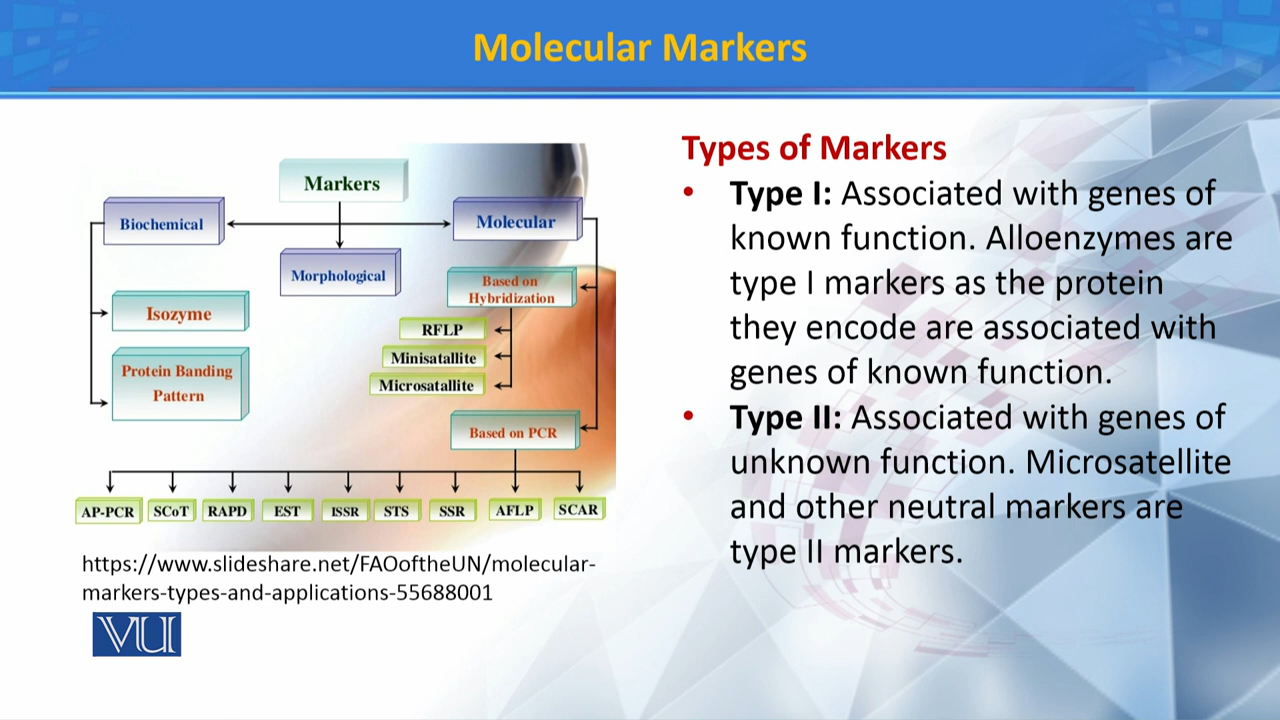 Molecular Markers
Markers
Biochemical
Molecular
Morphological
Based on
Hybridization
Isozyme
RFLP
Minisatallite
Protein Banding
Pattern
Microsatallite
Based on PCR
AP-PCR SCoT RAPD EST ISSR STS SSR AFLP SCAR
https://www.slideshare.net/FAOoftheUN/molecular-
markers-types-and-applications-55688001
VU
Types of Markers
• Type I: Associated with genes of
known function. Alloenzymes are
type I markers as the protein
they encode are associated with
genes of known function.
• Type II: Associated with genes of
unknown function. Microsatellite
and other neutral markers are
type II markers.